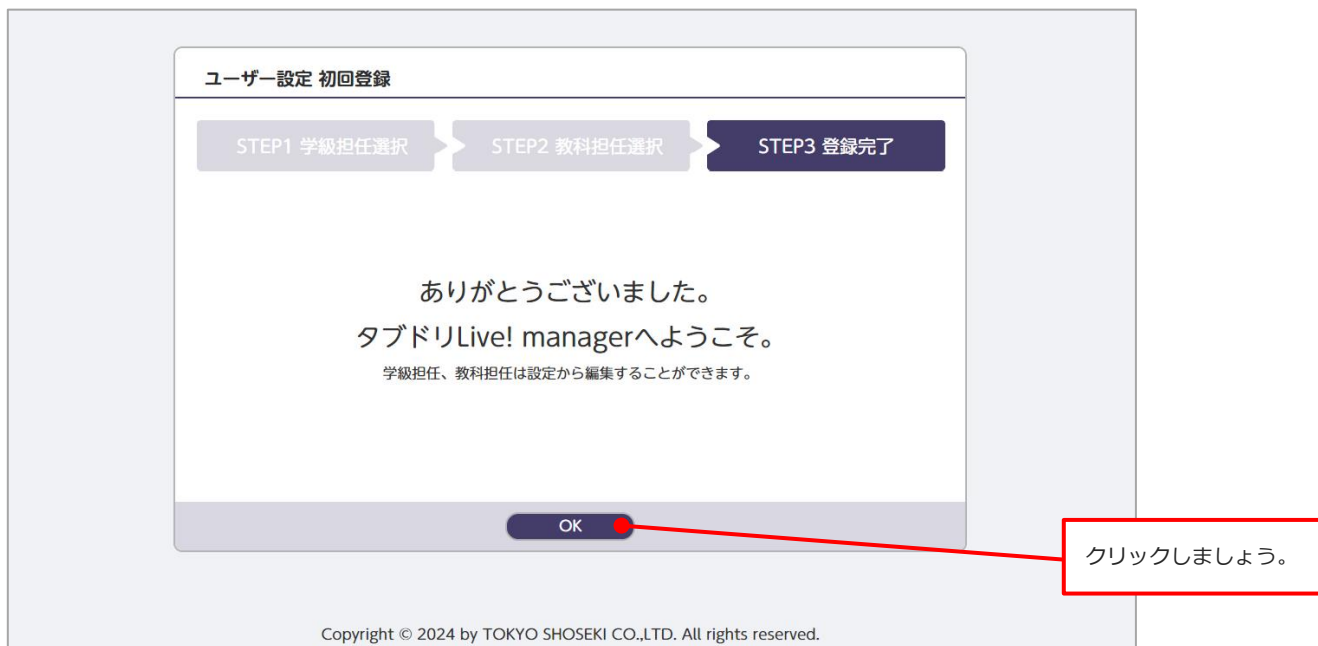 ユーザー設定 初回登録
STEP1 学級担任選択
STEP2 教科担任選択
STEP3 登録完了
ありがとうございました。
タブドリLive! managerへようこそ。
学級担任、教科担任は設定から編集することができます。
OK
クリックしましょう。
Copyright © 2024 by TOKYO SHOSEKI CO.,LTD. All rights reserved.